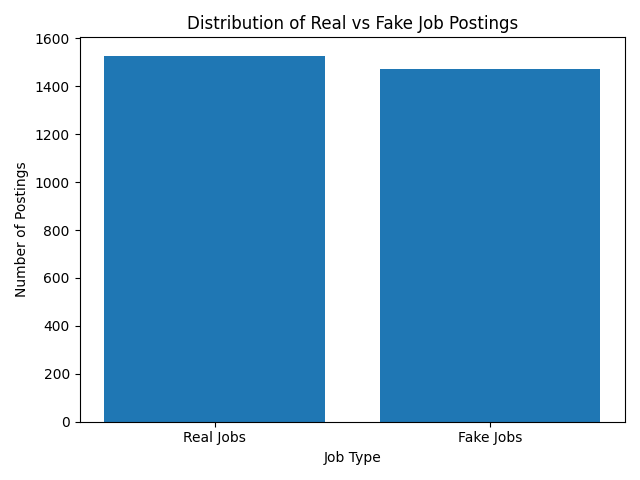 Distribution of Real vs Fake Job Postings
1600
1400
1200
1000
800
600
400
200
0
Number of Postings
Real Jobs
Fake Jobs
Job Type